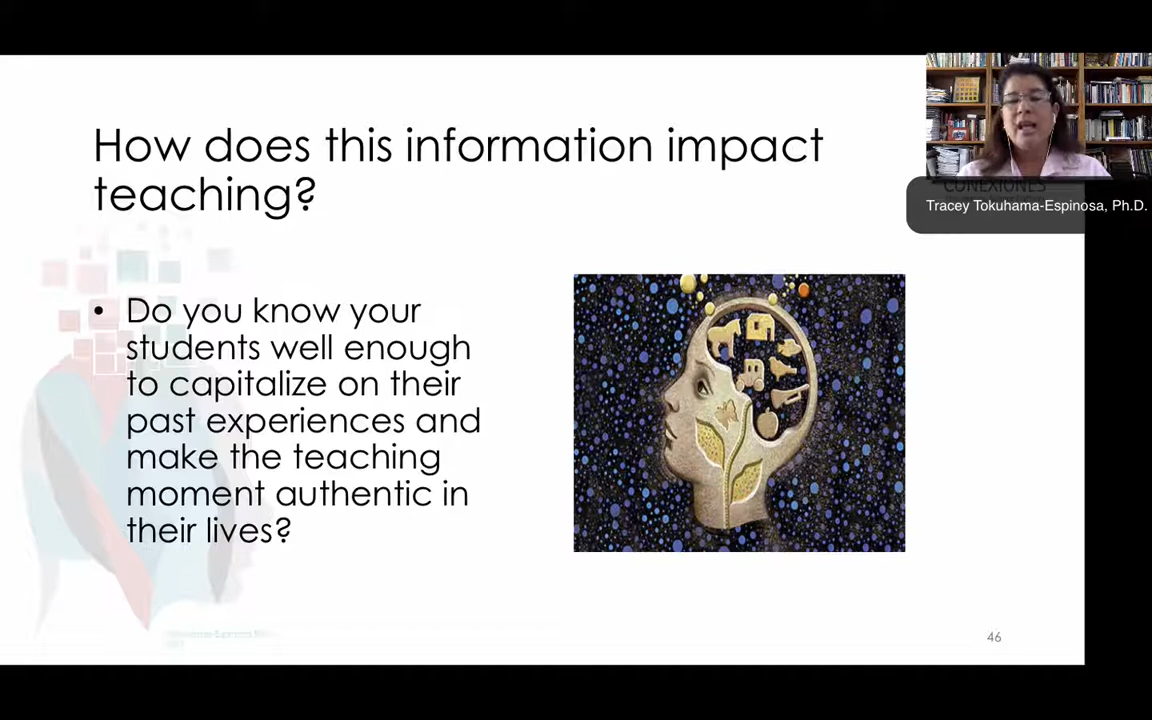 How does this information impact
teaching?
CONEXIONES
Tracey Tokuhama-Espinosa, Ph.D.
• Do you know your
students well enough
to capitalize on their
past experiences and
make the teaching
moment authentic in
their lives?
46